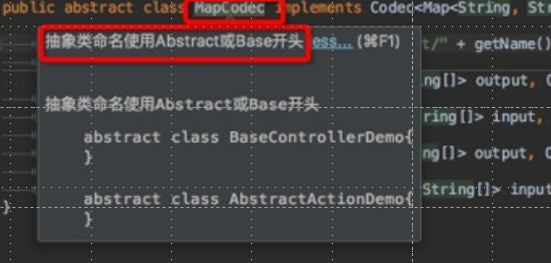 public abstract class MapCodec implements Codec<Map<String, Str
抽象类命名使用Abstract或Base开头 ess... (⌘F1)
t/" + getName()
抽象类命名使用Abstract或Base开头
ng[]> output, C
abstract class BaseControllerDemo{
ring[]> input,
}
ng[]> output, C
abstract class AbstractActionDemo{
String[]> input
}
}